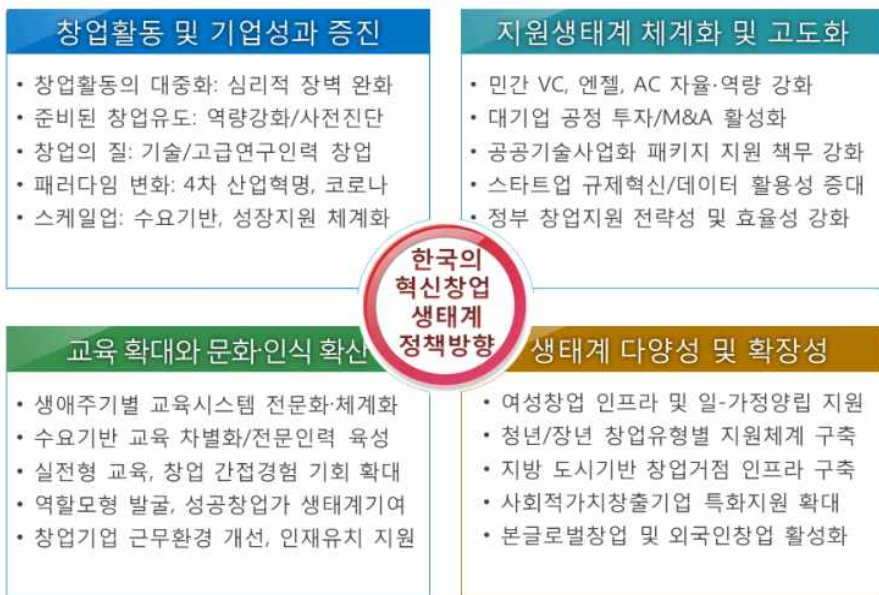 창업활동 및 기업성과 증진
• 창업활동의 대중화: 심리적 장벽 완화
• 준비된 창업유도: 역량강화/사전진단
• 창업의 질: 기술/고급연구인력 창업
• 패러다임 변화: 4차 산업혁명, 코로나
• 스케일업: 수요기반, 성장지원 체계화
지원생태계 체계화 및 고도화
• 민간 VC, 엔젤, AC 자율·역량 강화
• 대기업 공정 투자/M&A 활성화
• 공공기술사업화 패키지 지원 책무 강화
• 스타트업 규제혁신/데이터 활용성 증대
• 정부 창업지원 전략성 및 효율성 강화
한국의
혁신창업
생태계
정책방향
교육 확대와 문화·인식 확산
• 생애주기별 교육시스템 전문화·체계화
• 수요기반 교육 차별화/전문인력 육성
• 실전형 교육, 창업 간접경험 기회 확대
• 역할모형 발굴, 성공창업가 생태계기여
• 창업기업 근무환경 개선, 인재유치 지원
생태계 다양성 및 확장성
• 여성창업 인프라 및 일-가정양립 지원
• 청년/장년 창업유형별 지원체계 구축
• 지방 도시기반 창업거점 인프라 구축
• 사회적가치창출기업 특화지원 확대
• 본글로벌창업 및 외국인창업 활성화